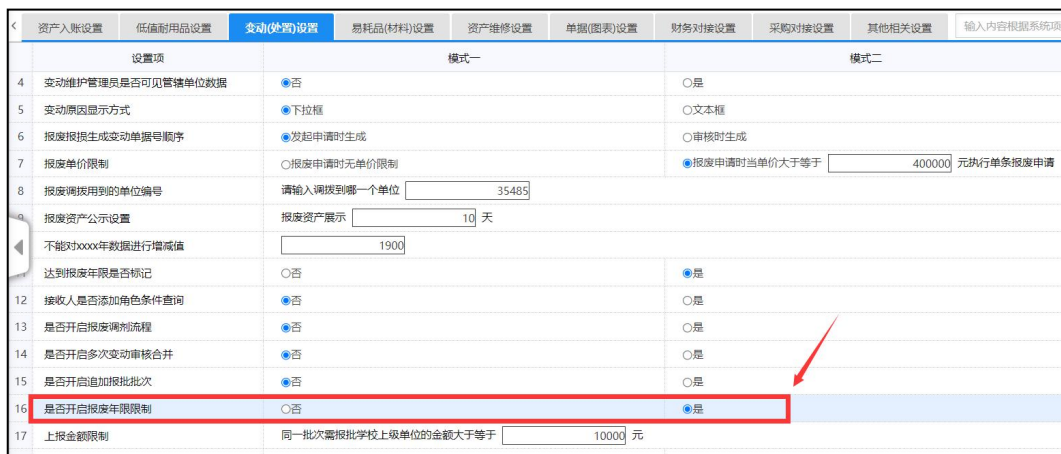 资产入账设置 低值耐用品设置 变动(处置)设置 易耗品(材料)设置 资产维修设置 单据(图表)设置 财务对接设置 采购对接设置 其他相关设置 输入内容根据系统项
设置项 模式一 模式二
4 变动维护管理员是否可见管辖单位数据 否 是
5 变动原因显示方式 下拉框 文本框
6 报废报损生成变动单据号顺序 发起申请时生成 审核时生成
7 报废单价限制 报废申请时无单价限制 报废申请时当单价大于等于 400000 元执行单条报废申请
8 报废调拨用到的单位编号 请输入调拨到哪一个单位 35485
9 报废资产公示设置 报废资产展示 10 天
不能对xxxx年数据进行增减值 1900
11 达到报废年限是否标记 否 是
12 接收人是否添加角色条件查询 否 是
13 是否开启报废调剂流程 否 是
14 是否开启多次变动审核合并 否 是
15 是否开启追加报批批次 否 是
16 是否开启报废年限限制 否 是
17 上报金额限制 同一批次需报批学校上级单位的金额大于等于 10000 元